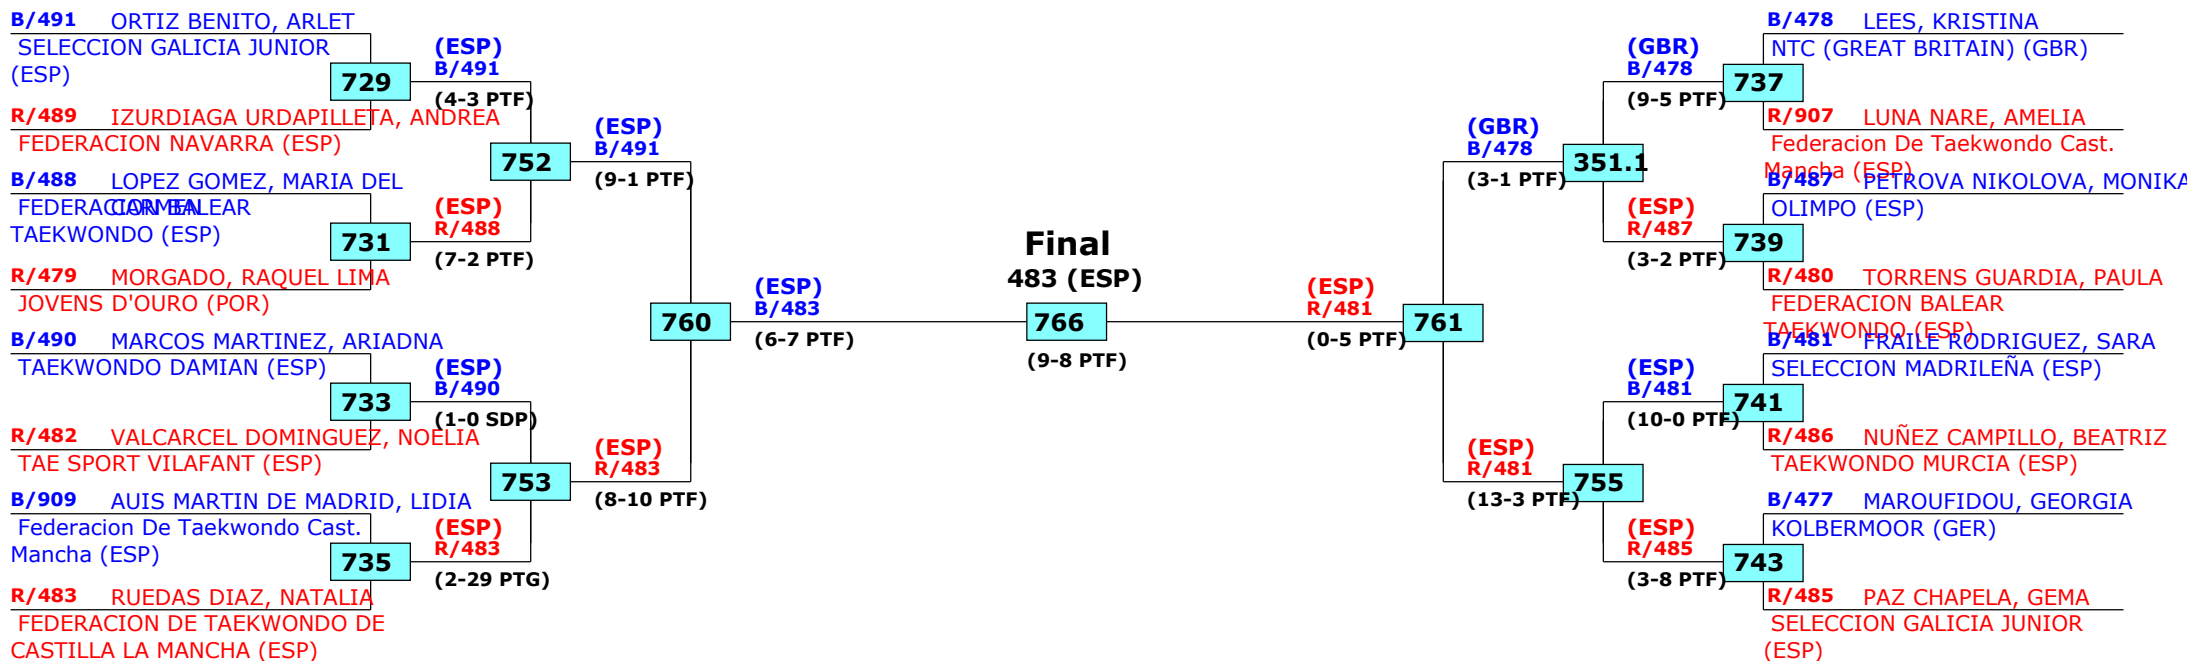 B/491 ORTIZ BENITO, ARLET
SELECCION GALICIA JUNIOR
(ESP)
729
R/489 IZURDIAGA URDAPILLETA, ANDREA
FEDERACION NAVARRA (ESP)
B/488 LOPEZ GOMEZ, MARIA DEL
CARMEN
FEDERACION BALEAR
TAEKWONDO (ESP)
731
R/479 MORGADO, RAQUEL LIMA
JOVENS D'OURO (POR)
B/490 MARCOS MARTINEZ, ARIADNA
TAEKWONDO DAMIAN (ESP)
733
R/482 VALCARCEL DOMINGUEZ, NOELIA
TAE SPORT VILAFANT (ESP)
B/909 AUIS MARTIN DE MADRID, LIDIA
Federacion De Taekwondo Cast.
Mancha (ESP)
735
R/483 RUEDAS DIAZ, NATALIA
FEDERACION DE TAEKWONDO DE
CASTILLA LA MANCHA (ESP)
(ESP)
B/491
(4-3 PTF)
752
(ESP)
R/488
(7-2 PTF)
(ESP)
B/490
(1-0 SDP)
753
(ESP)
R/483
(2-29 PTG)
(ESP)
B/491
(9-1 PTF)
760
(ESP)
R/483
(8-10 PTF)
(ESP)
B/483
(6-7 PTF)
Final
483 (ESP)
766
(9-8 PTF)
(ESP)
R/481
(0-5 PTF)
761
(GBR)
B/478
(3-1 PTF)
(ESP)
R/481
(13-3 PTF)
351.1
755
(GBR)
B/478
(9-5 PTF)
(ESP)
R/487
(3-2 PTF)
(ESP)
B/481
(10-0 PTF)
(ESP)
R/485
(3-8 PTF)
B/478 LEES, KRISTINA
NTC (GREAT BRITAIN) (GBR)
737
R/907 LUNA NARE, AMELIA
Federacion De Taekwondo Cast.
Mancha (ESP)
B/487 PETROVA NIKOLOVA, MONIKA
OLIMPO (ESP)
739
R/480 TORRENS GUARDIA, PAULA
FEDERACION BALEAR
TAEKWONDO (ESP)
B/481 FRAILE RODRIGUEZ, SARA
SELECCION MADRILEÑA (ESP)
741
R/486 NUÑEZ CAMPILLO, BEATRIZ
TAEKWONDO MURCIA (ESP)
B/477 MAROUFIDOU, GEORGIA
KOLBERMOOR (GER)
743
R/485 PAZ CHAPELA, GEMA
SELECCION GALICIA JUNIOR
(ESP)